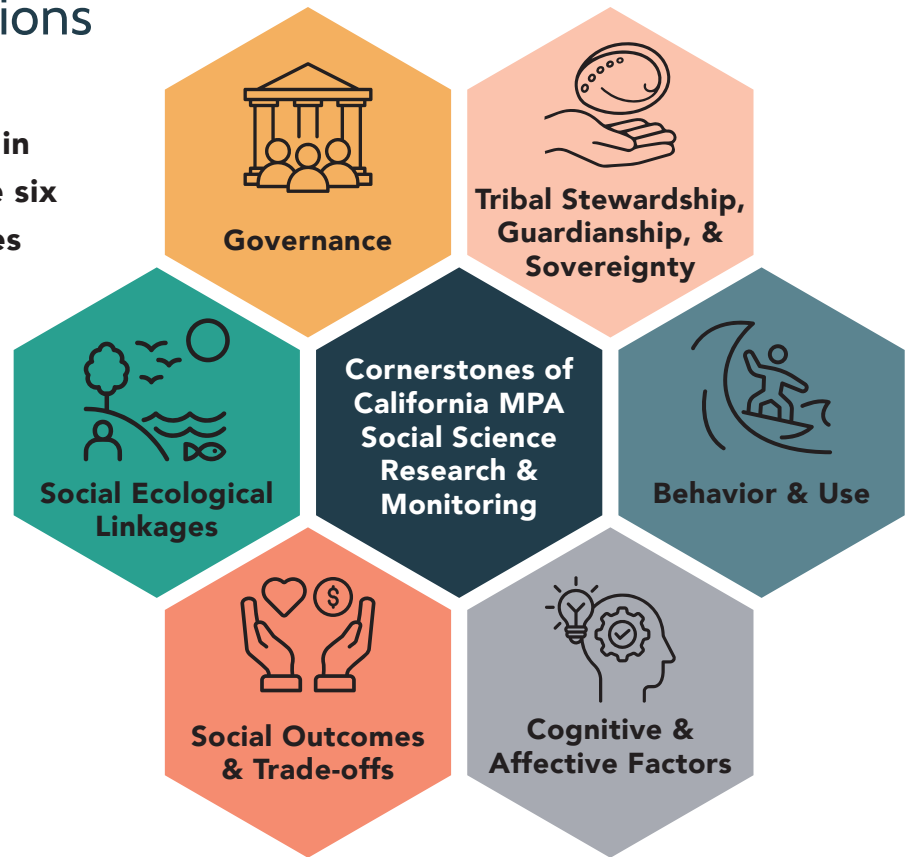 ions
in
e six
es
Governance
Tribal Stewardship,
Guardianship, &
Sovereignty
Social Ecological
Linkages
Cornerstones of
California MPA
Social Science
Research &
Monitoring
Behavior & Use
$
Social Outcomes
& Trade-offs
Cognitive &
Affective Factors